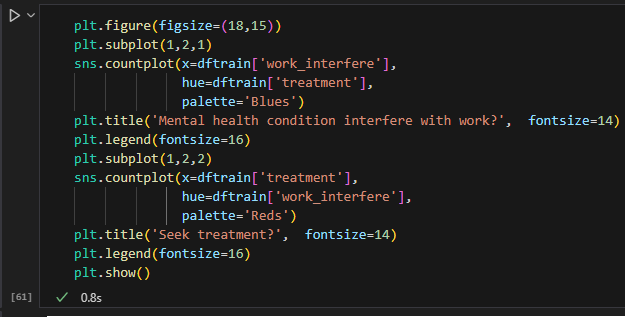 plt.figure(figsize=(18,15))
plt.subplot(1,2,1)
sns.countplot(x=dftrain['work_interfere'],
              hue=dftrain['treatment'],
              palette='Blues')
plt.title('Mental health condition interfere with work?',  fontsize=14)
plt.legend(fontsize=16)
plt.subplot(1,2,2)
sns.countplot(x=dftrain['treatment'],
              hue=dftrain['work_interfere'],
              palette='Reds')
plt.title('Seek treatment?',  fontsize=14)
plt.legend(fontsize=16)
plt.show()
[61] 0.8s